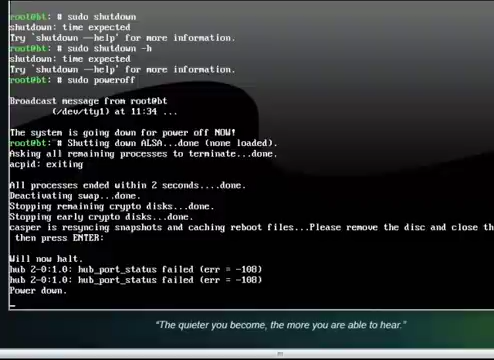 root@bt:~# sudo shutdown
shutdown: time expected
Try `shutdown --help' for more information.
root@bt:~# sudo shutdown -h
shutdown: time expected
Try `shutdown --help' for more information.
root@bt:~# sudo poweroff
Broadcast message from root@bt
(/dev/tty1) at 11:34 ...
The system is going down for power off NOW!
root@bt:~# Shutting down ALSA...done (none loaded).
Asking all remaining processes to terminate...done.
acpid: exiting
All processes ended within 2 seconds....done.
Deactivating swap...done.
Stopping remaining crypto disks...done.
Stopping early crypto disks...done.
casper is resyncing snapshots and caching reboot files...Please remove the disc and close th
then press ENTER:
Will now halt.
hub 2-0:1.0: hub_port_status failed (err = -108)
hub 2-0:1.0: hub_port_status failed (err = -108)
Power down.
"The quieter you become, the more you are able to hear."